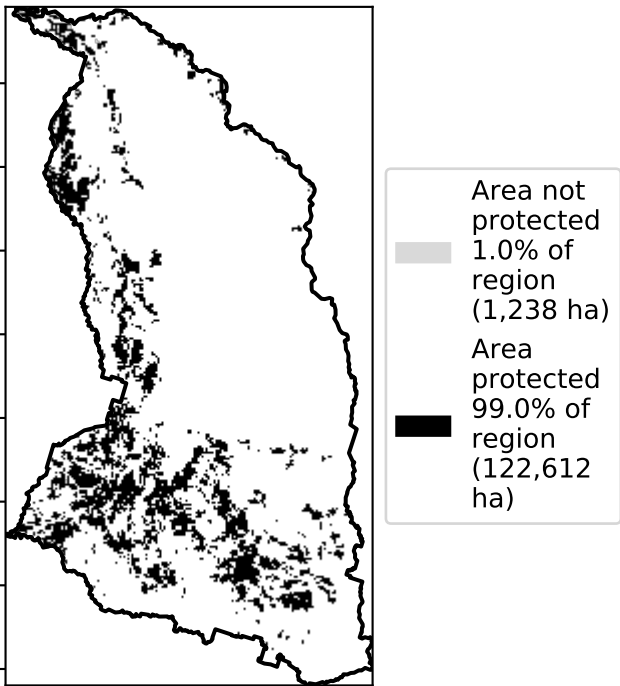 Area not
protected
1.0% of
region
(1,238 ha)
Area
protected
99.0% of
region
(122,612
ha)